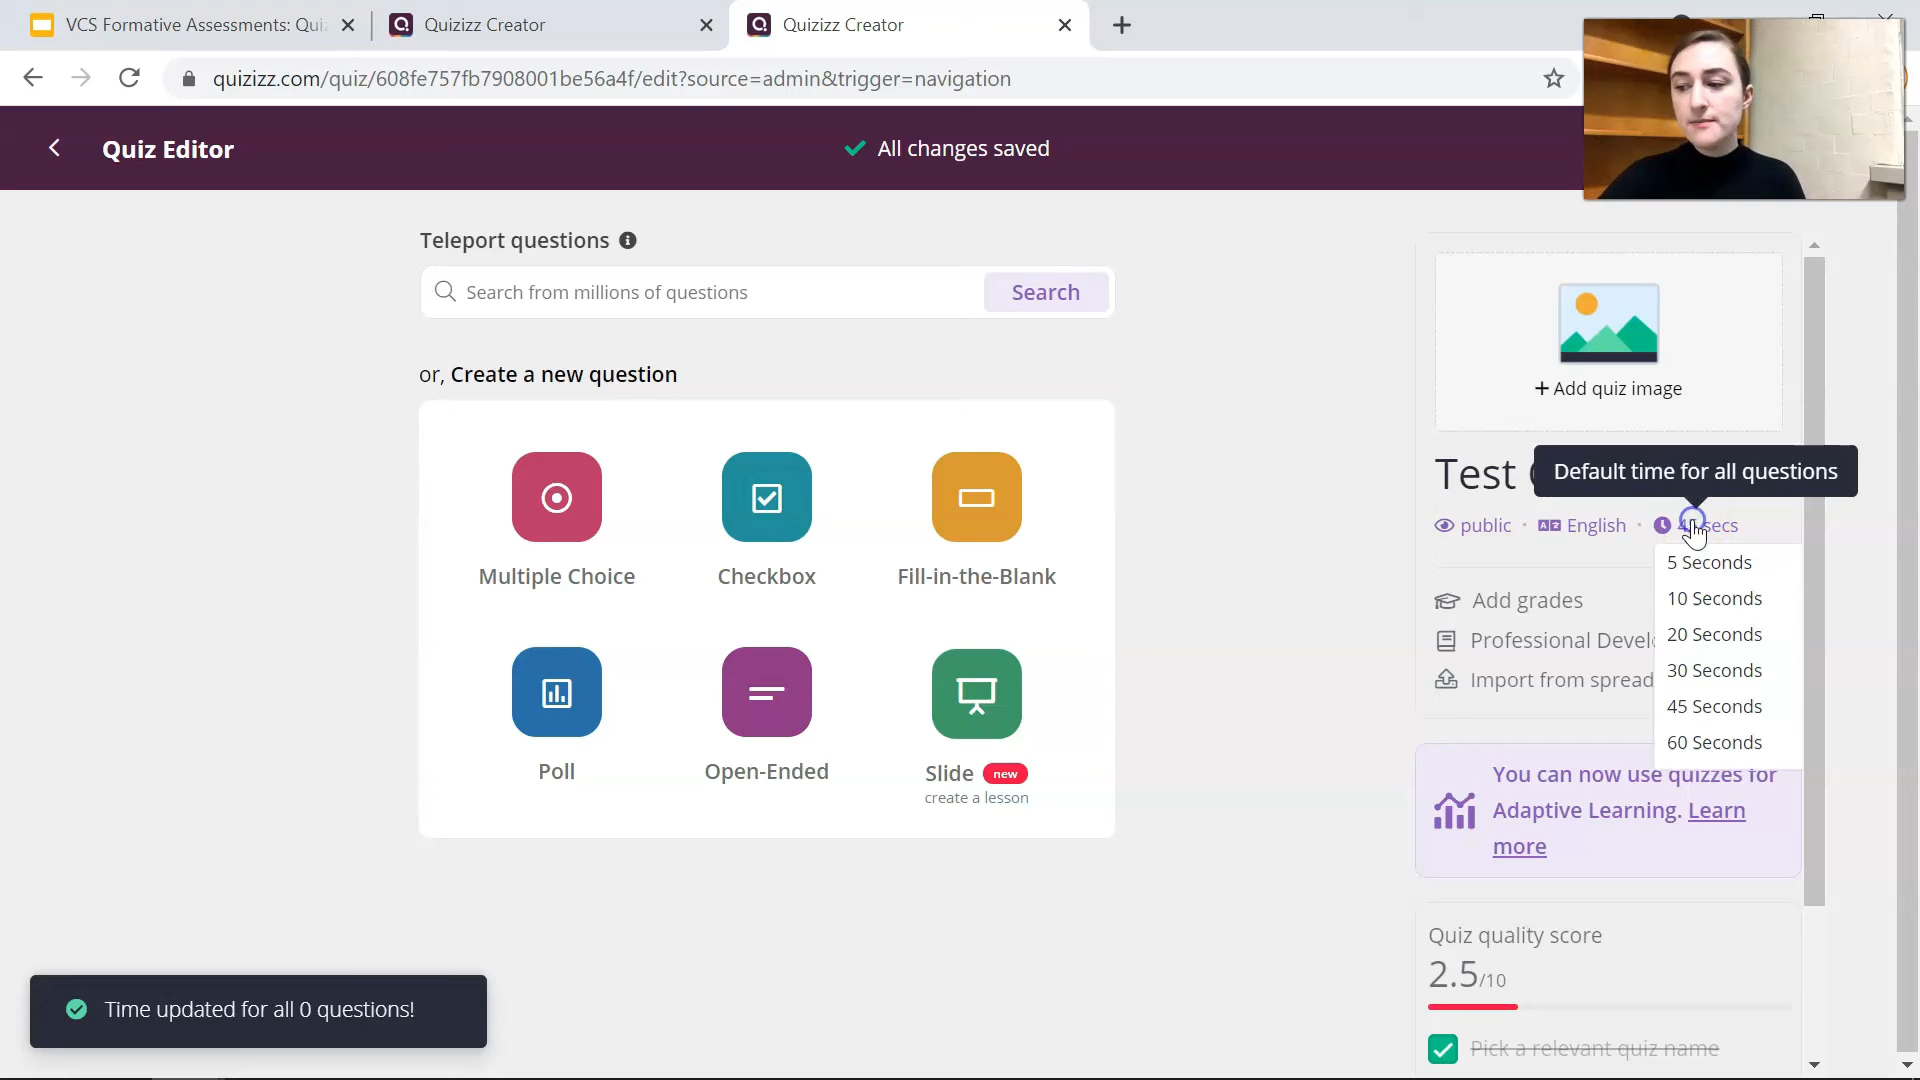 VCS Formative Assessments: Qui
Quizizz Creator
Quizizz Creator
quizizz.com/quiz/608fe757fb7908001be56a4f/edit?source=admin&trigger=navigation
Quiz Editor
All changes saved
Teleport questions
Search from millions of questions
Search
or, Create a new question
Multiple Choice
Checkbox
Fill-in-the-Blank
Poll
Open-Ended
Slide new
create a lesson
+ Add quiz image
Test
Default time for all questions
public · English · secs
5 Seconds
10 Seconds
20 Seconds
30 Seconds
45 Seconds
60 Seconds
Add grades
Professional Devel
Import from spread
You can now use quizzes for
Adaptive Learning. Learn
more
Quiz quality score
2.5/10
Pick a relevant quiz name
Time updated for all 0 questions!